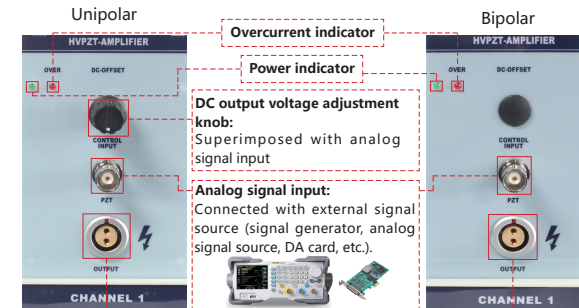 Unipolar
Bipolar
HVPZT-AMPLIFIER
Overcurrent indicator
HVPZT-AMPLIFIER
OVER DC-OFFSET
Power indicator
OVER DC-OFFSET
DC output voltage adjustment
knob:
Superimposed with analog
signal input
CONTROL
INPUT
CONTROL
INPUT
Analog signal input:
Connected with external signal
source (signal generator, analog
signal source, DA card, etc.).
PZT
PZT
OUTPUT
OUTPUT
CHANNEL 1
CHANNEL 1